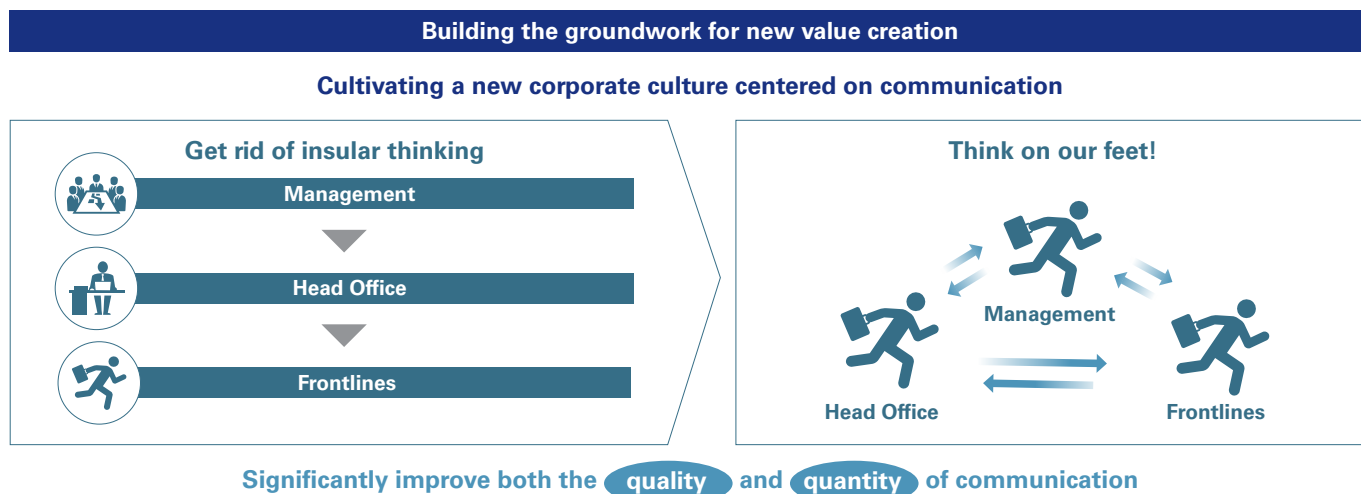 Building the groundwork for new value creation
Cultivating a new corporate culture centered on communication
Get rid of insular thinking
Management
Head Office
Frontlines
Think on our feet!
Management
Head Office
Frontlines
Significantly improve both the quality and quantity of communication